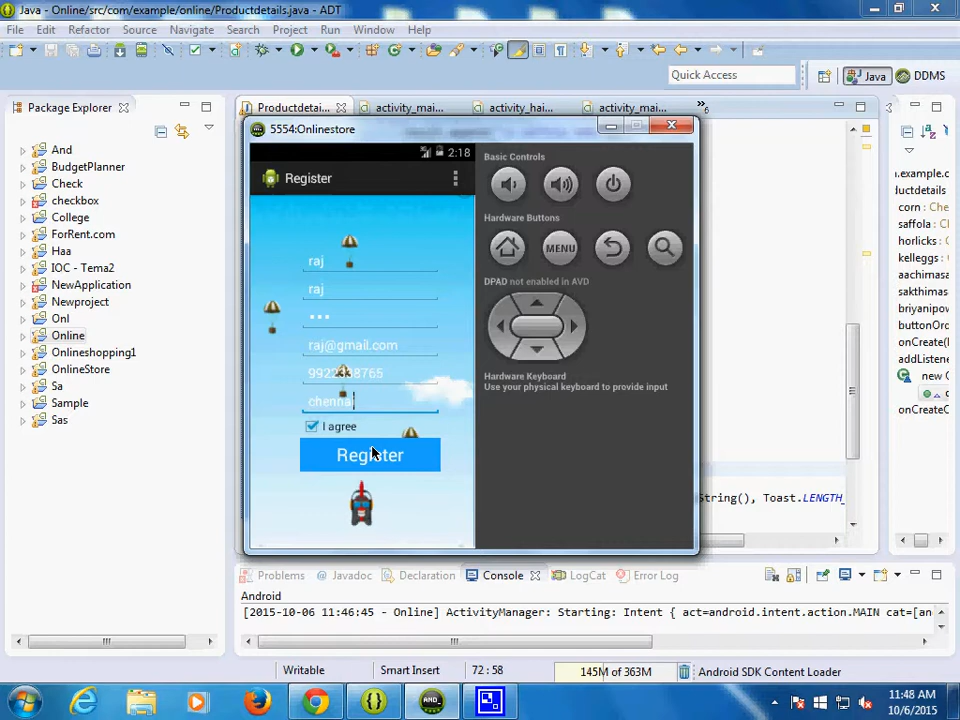 Java - Online/src/com/example/online/Productdetails.java - ADT
File Edit Refactor Source Navigate Search Project Run Window Help
Quick Access
Java
DDMS
Package Explorer
Productdetai...
activity_mai...
activity_hai...
activity_mai...
5554:Onlinestore
2:18
Register
raj
raj
•••
raj@gmail.com
chennai
I agree
Register
Basic Controls
Hardware Buttons
MENU
DPAD not enabled in AVD
Hardware Keyboard
Use your physical keyboard to provide input
And
BudgetPlanner
Check
checkbox
College
ForRent.com
Haa
IOC - Tema2
NewApplication
Newproject
Onl
Online
Onlineshopping1
OnlineStore
Sa
Sample
Sas
n.example.c
ductdetails
corn : Che
saffola :
horlicks :
kelleggs :
aachimasa
sakthimas
briyanipow
buttonOr
onCreate(
addListene
new C
onCreateC
String(), Toast.LENGTH_
Problems Javadoc Declaration Console LogCat Error Log
Android
[2015-10-06 11:46:45 - Online] ActivityManager: Starting: Intent { act=android.intent.action.MAIN cat=[an
Writable
Smart Insert
72 : 58
145M of 363M
Android SDK Content Loader
11:48 AM
10/6/2015